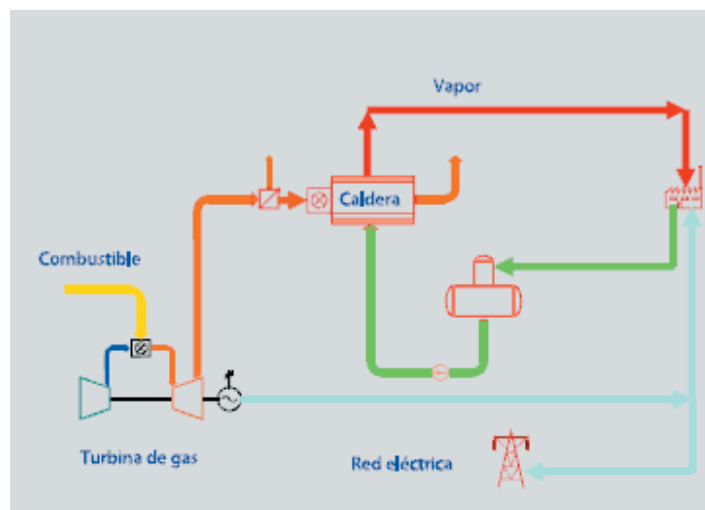 Vapor
Caldera
Combustible
Turbina de gas
Red eléctrica